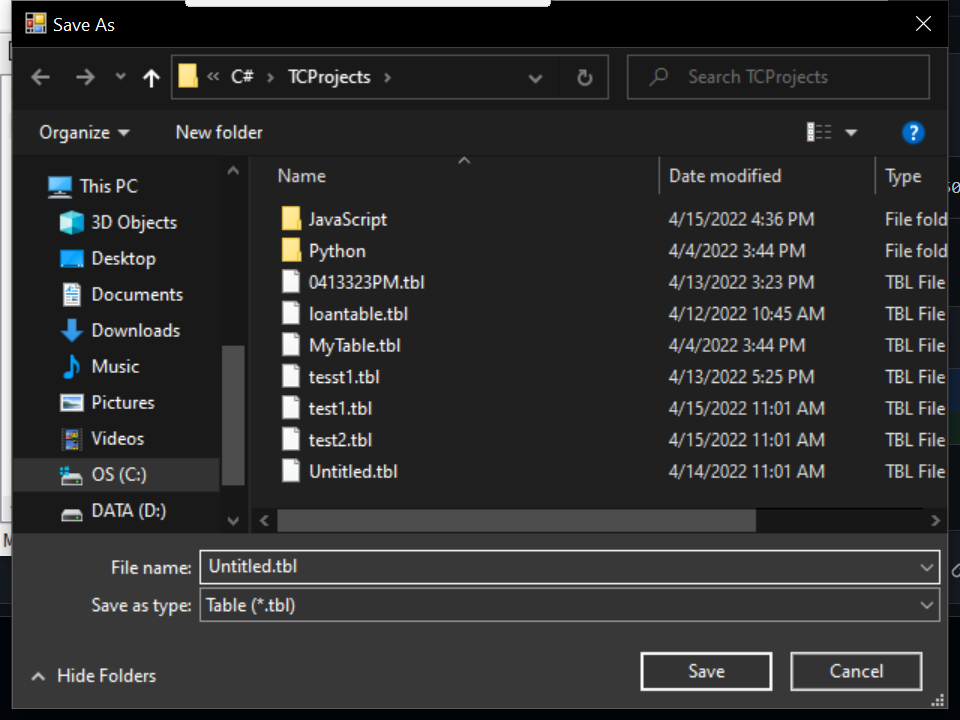 Save As
« C# › TCProjects ›
Search TCProjects
Organize
New folder
?
This PC
3D Objects
Desktop
Documents
Downloads
Music
Pictures
Videos
OS (C:)
DATA (D:)
Name Date modified Type
JavaScript 4/15/2022 4:36 PM File fold
Python 4/4/2022 3:44 PM File fold
0413323PM.tbl 4/13/2022 3:23 PM TBL File
loantable.tbl 4/12/2022 10:45 AM TBL File
MyTable.tbl 4/4/2022 3:44 PM TBL File
tesst1.tbl 4/13/2022 5:25 PM TBL File
test1.tbl 4/15/2022 11:01 AM TBL File
test2.tbl 4/15/2022 11:01 AM TBL File
Untitled.tbl 4/14/2022 11:01 AM TBL File
File name: Untitled.tbl
Save as type: Table (*.tbl)
Hide Folders
Save
Cancel